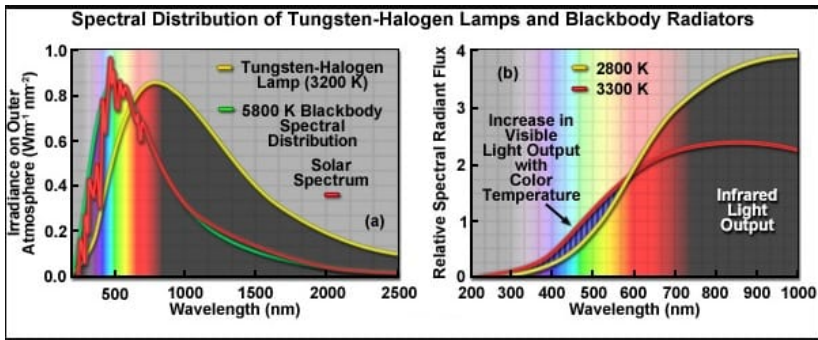 Spectral Distribution of Tungsten-Halogen Lamps and Blackbody Radiators
Irradiance on Outer
Atmosphere (Wm-2 nm-2)
1.0
0.8
0.6
0.4
0.2
0.0
Tungsten-Halogen
Lamp (3200 K)
5800 K Blackbody
Spectral
Distribution
Solar
Spectrum
(a)
500
1000
1500
2000
2500
Wavelength (nm)
Relative Spectral Radiant Flux
4
3
2
1
0
(b)
2800 K
3300 K
Increase in
Visible
Light Output
with
Color
Temperature
Infrared
Light
Output
200
300
400
500
600
700
800
900
1000
Wavelength (nm)